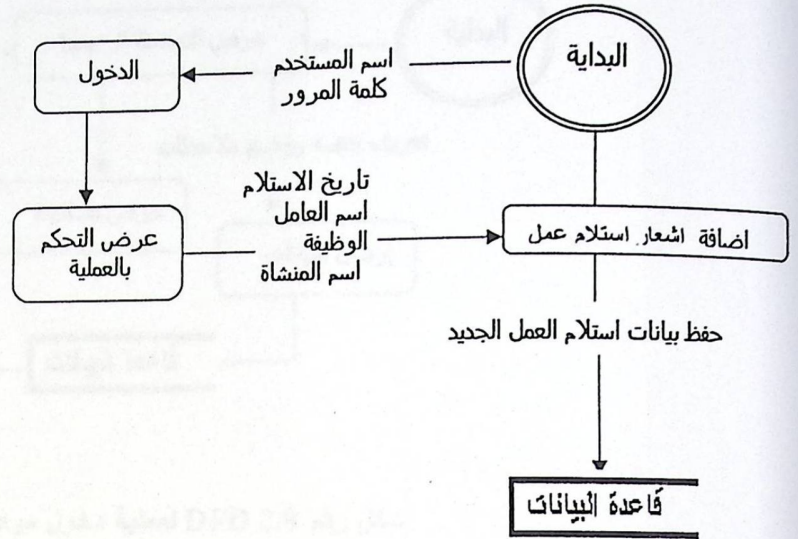 البداية
اسم المستخدم
كلمة المرور
الدخول
تاريخ الاستلام
اسم العامل
الوظيفة
اسم المنشاة
عرض التحكم
بالعملية
اضافة اشعار استلام عمل
حفظ بيانات استلام العمل الجديد
قاعدة البيانات